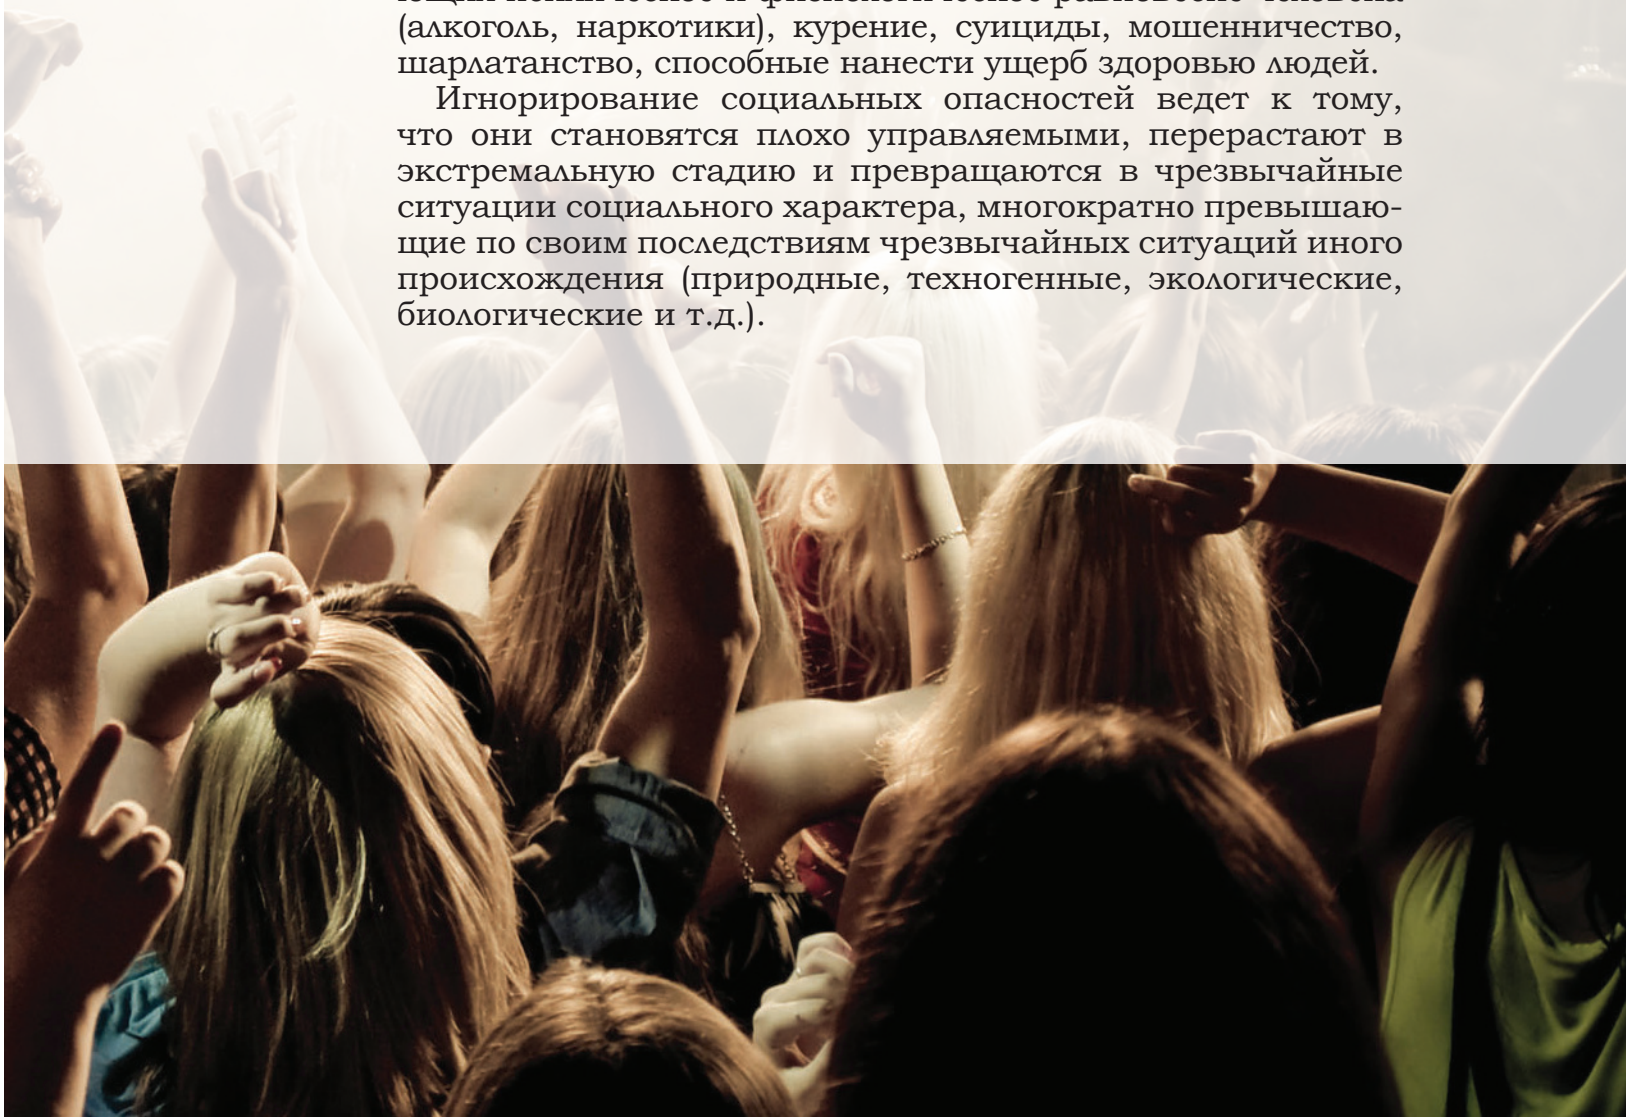 (алкоголь, наркотики), курение, суициды, мошенничество,
шарлатанство, способные нанести ущерб здоровью людей.
Игнорирование социальных опасностей ведет к тому,
что они становятся плохо управляемыми, перерастают в
экстремальную стадию и превращаются в чрезвычайные
ситуации социального характера, многократно превышаю-
щие по своим последствиям чрезвычайных ситуаций иного
происхождения (природные, техногенные, экологические,
биологические и т.д.).